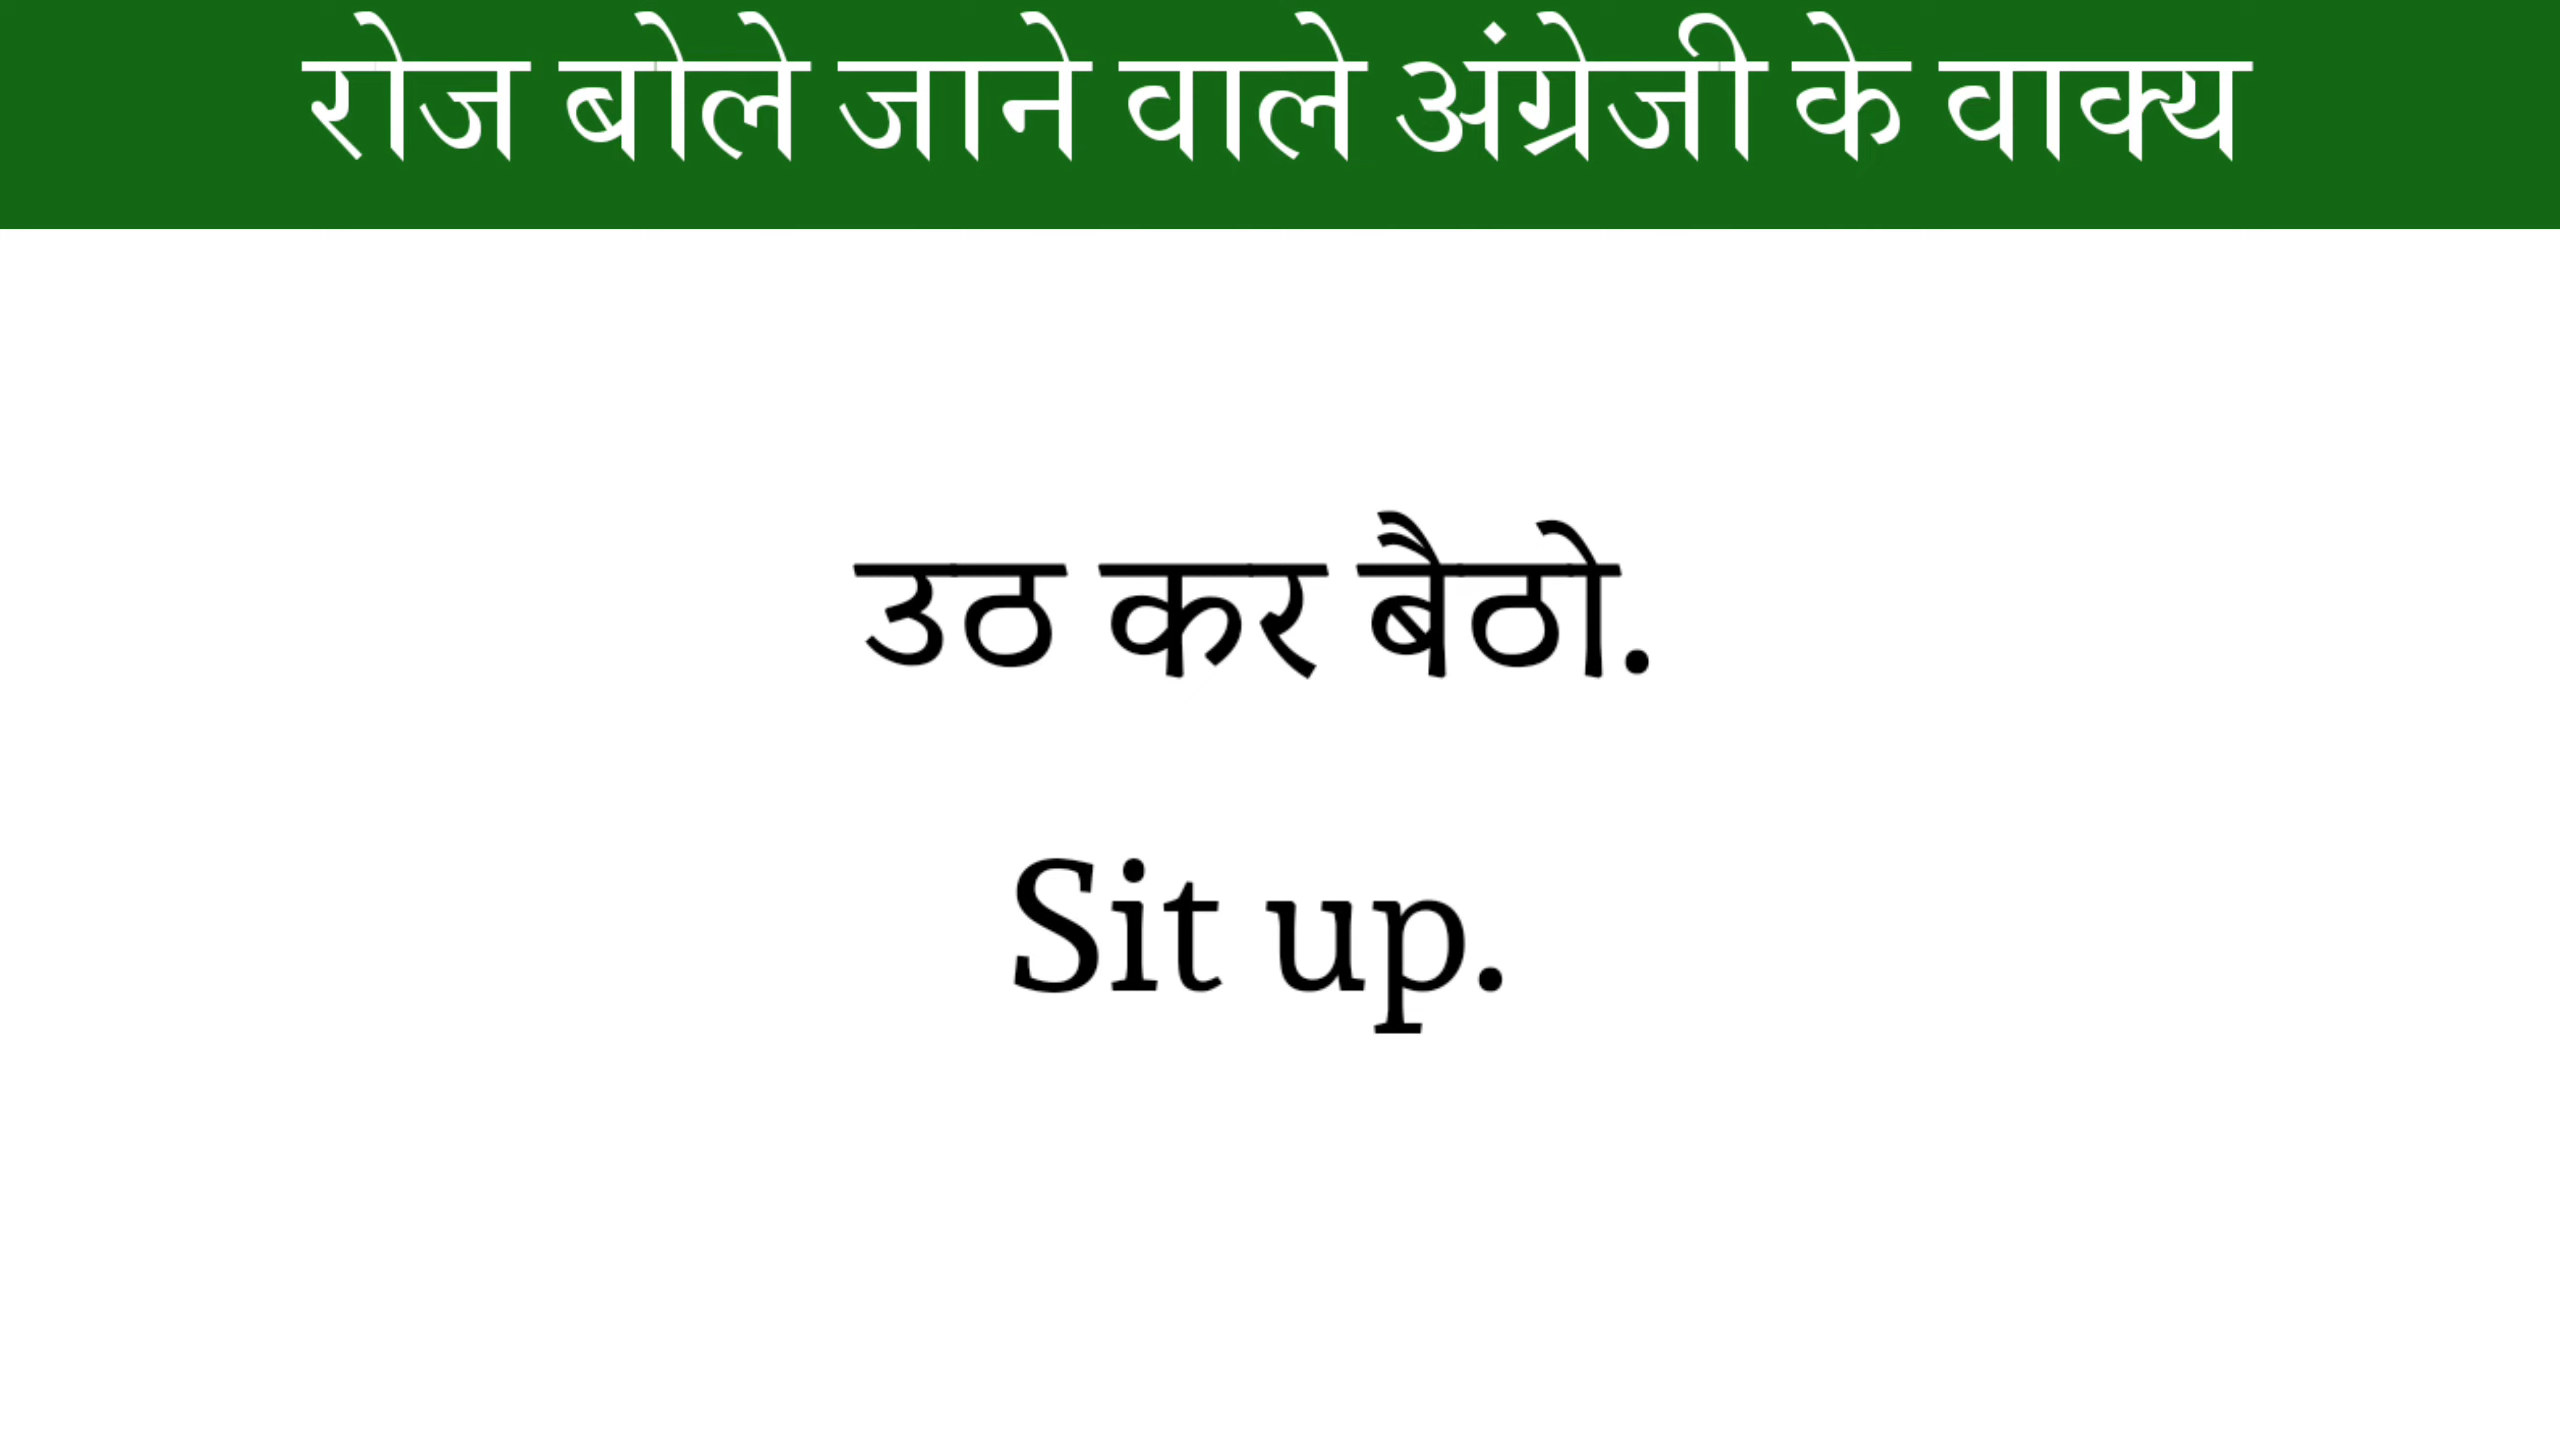 रोज बोले जाने वाले अंग्रेजी के वाक्य
उठ कर बैठो.
Sit up.